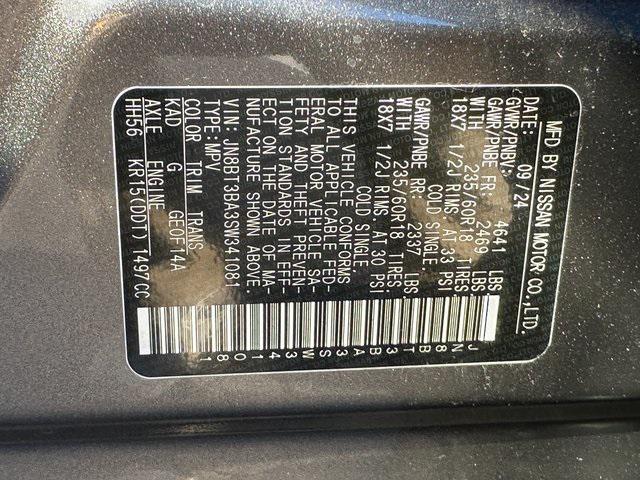 MFD BY NISSAN MOTOR CO.,LTD.
DATE: 09/24
GVWR/PNBV: 4641 LBS
GAWR/PNBE FR: 2469 LBS
WITH 235/60R18 TIRES
18X7 1/2J RIMS, AT 33 PSI
COLD SINGLE
GAWR/PNBE RR 2337 LBS
WITH 235/60R18 TIRES
18X7 1/2J RIMS, AT 30 PSI
COLD SINGLE
THIS VEHICLE CONFORMS
TO ALL APPLICABLE FED-
ERAL MOTOR VEHICLE SA-
FETY AND THEFT PREVEN-
TION STANDARDS IN EFF-
ECT ON THE DATE OF MA-
NUFACTURE SHOWN ABOVE.
VIN: JN8BT3BA3SW341081
TYPE: MPV
COLOR TRIM TRANS
KAD G GE0F14A
AXLE ENGINE
HH56 KR15(DDT) 1497CC
JN8BT3BA3SW341081